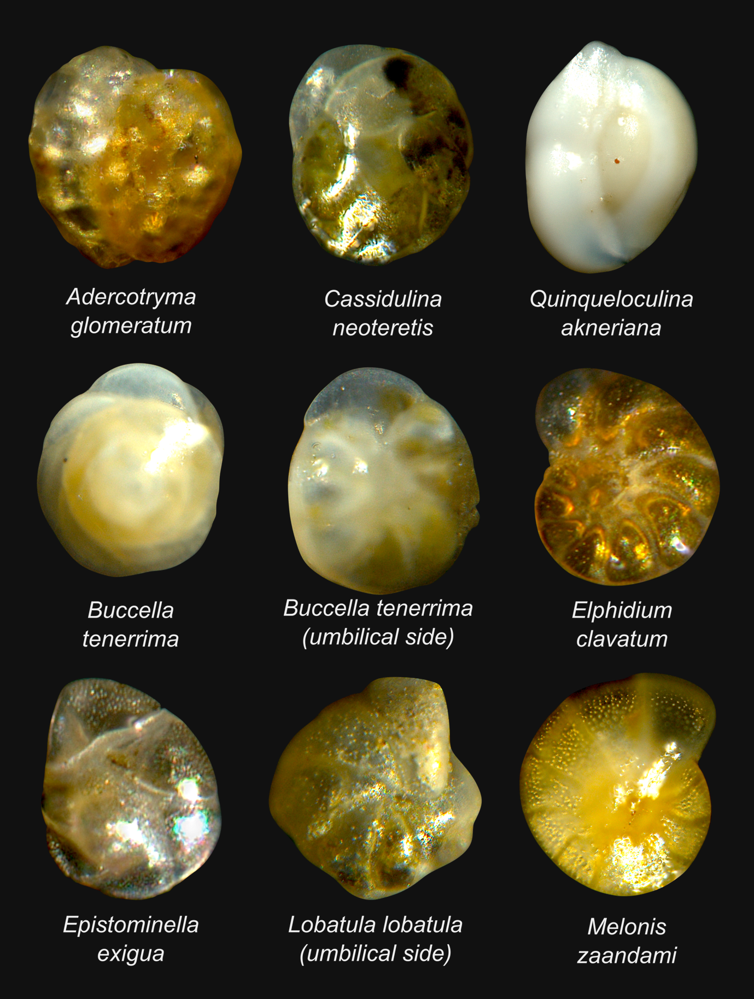 Adercotryma
glomeratum
Cassidulina
neoteretis
Quinqueloculina
akneriana
Buccella
tenerrima
Buccella tenerrima
(umbilical side)
Elphidium
clavatum
Epistominella
exigua
Lobatula lobatula
(umbilical side)
Melonis
zaandami